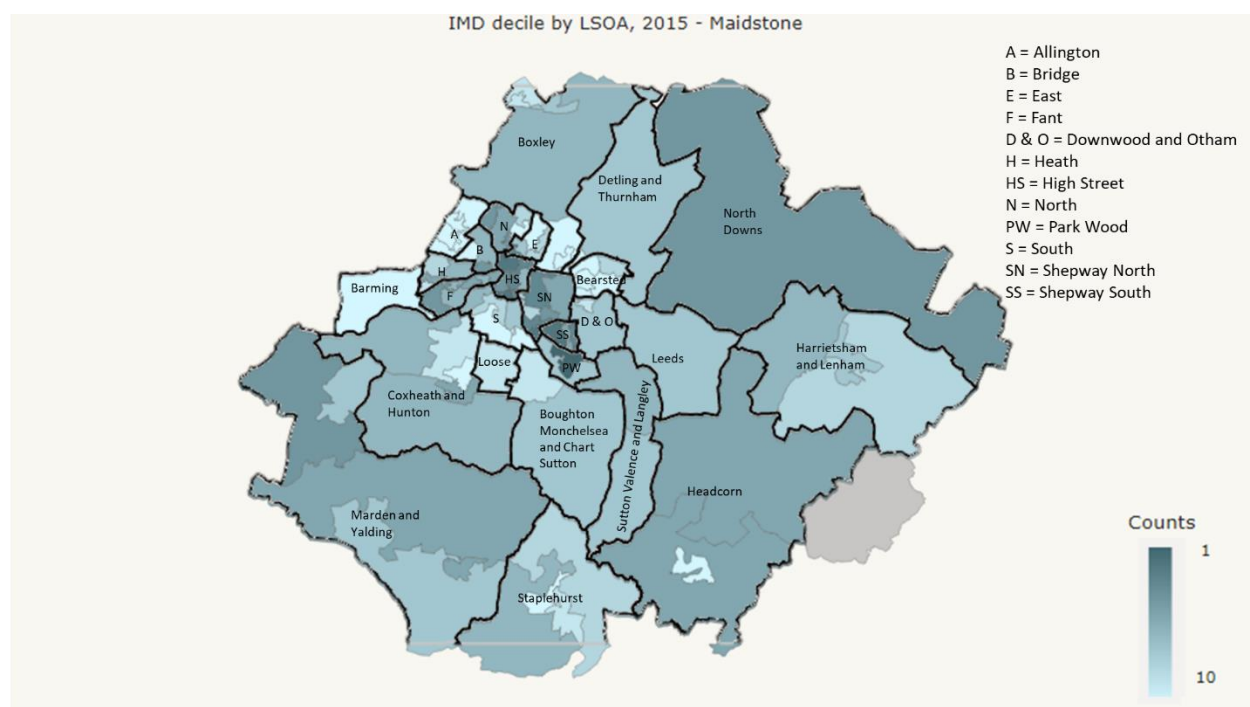 IMD decile by LSOA, 2015 - Maidstone
A = Allington
B = Bridge
E = East
F = Fant
D & O = Downwood and Otham
H = Heath
HS = High Street
N = North
PW = Park Wood
S = South
SN = Shepway North
SS = Shepway South
Boxley
Detling and
Thurnham
North
Downs
N
A
E
B
H
HS
Bearsted
Barming
F
SN
S
D & O
SS
Loose
PW
Leeds
Harrietsham
and Lenham
Coxheath and
Hunton
Boughton
Monchelsea
and Chart
Sutton
Sutton Valence and Langley
Headcorn
Marden and
Yalding
Staplehurst
Counts
1
10